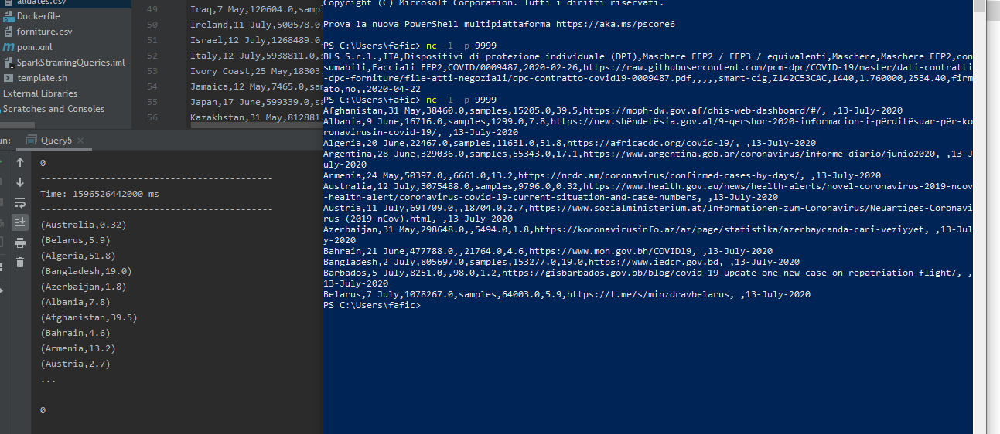 alldates.csv
Dockerfile
forniture.csv
pom.xml
SparkStramingQueries.iml
template.sh
External Libraries
Scratches and Consoles
49 Iraq,7 May,120604.0,sampl
50 Ireland,11 July,500578.0,
51 Israel,12 July,1268489.0,
52 Italy,12 July,5938811.0,s
53 Ivory Coast,25 May,18303.
54 Jamaica,12 May,7465.0,sam
55 Japan,17 June,599339.0,sa
56 Kazakhstan,31 May,812881.
un:
Query5
0
-------------------------------------------
Time: 1596526442000 ms
-------------------------------------------
(Australia,0.32)
(Belarus,5.9)
(Algeria,51.8)
(Bangladesh,19.0)
(Azerbaijan,1.8)
(Albania,7.8)
(Afghanistan,39.5)
(Bahrain,4.6)
(Armenia,13.2)
(Austria,2.7)
...
0
Copyright (C) Microsoft Corporation. Tutti i diritti riservati.
Prova la nuova PowerShell multipiattaforma https://aka.ms/pscore6
PS C:\Users\fafic> nc -l -p 9999
BLS S.r.l.,ITA,Dispositivi di protezione individuale (DPI),Maschere FFP2 / FFP3 / equivalenti,Maschere,Maschere FFP2,con
sumabili,Facciali FFP2,COVID/0009487,2020-02-26,https://raw.githubusercontent.com/pcm-dpc/COVID-19/master/dati-contratti
-dpc-forniture/file-atti-negoziali/dpc-contratto-covid19-0009487.pdf,,,,,smart-cig,Z142C53CAC,1440,1.760000,2534.40,firm
ato,no,,2020-04-22
PS C:\Users\fafic> nc -l -p 9999
Afghanistan,31 May,38460.0,samples,15205.0,39.5,https://moph-dw.gov.af/dhis-web-dashboard/#/, ,13-July-2020
Albania,9 June,16716.0,samples,1299.0,7.8,https://new.shëndetësia.gov.al/9-qershor-2020-informacion-i-përditësuar-për-ko
ronavirusin-covid-19/, ,13-July-2020
Algeria,20 June,22467.0,samples,11631.0,51.8,https://africacdc.org/covid-19/, ,13-July-2020
Argentina,28 June,329036.0,samples,55343.0,17.1,https://www.argentina.gob.ar/coronavirus/informe-diario/junio2020, ,13-J
uly-2020
Armenia,24 May,50397.0,,6661.0,13.2,https://ncdc.am/coronavirus/confirmed-cases-by-days/, ,13-July-2020
Australia,12 July,3075488.0,samples,9796.0,0.32,https://www.health.gov.au/news/health-alerts/novel-coronavirus-2019-ncov
-health-alert/coronavirus-covid-19-current-situation-and-case-numbers, ,13-July-2020
Austria,11 July,691709.0,,18704.0,2.7,https://www.sozialministerium.at/Informationen-zum-Coronavirus/Neuartiges-Coronavi
rus-(2019-nCov).html, ,13-July-2020
Azerbaijan,31 May,298648.0,,5494.0,1.8,https://koronavirusinfo.az/az/page/statistika/azerbaycanda-cari-veziyyet, ,13-Jul
y-2020
Bahrain,21 June,477788.0,,21764.0,4.6,https://www.moh.gov.bh/COVID19, ,13-July-2020
Bangladesh,2 July,805697.0,samples,153277.0,19.0,https://www.iedcr.gov.bd, ,13-July-2020
Barbados,5 July,8251.0,,98.0,1.2,https://gisbarbados.gov.bb/blog/covid-19-update-one-new-case-on-repatriation-flight/, ,
13-July-2020
Belarus,7 July,1078267.0,samples,64003.0,5.9,https://t.me/s/minzdravbelarus, ,13-July-2020
PS C:\Users\fafic>